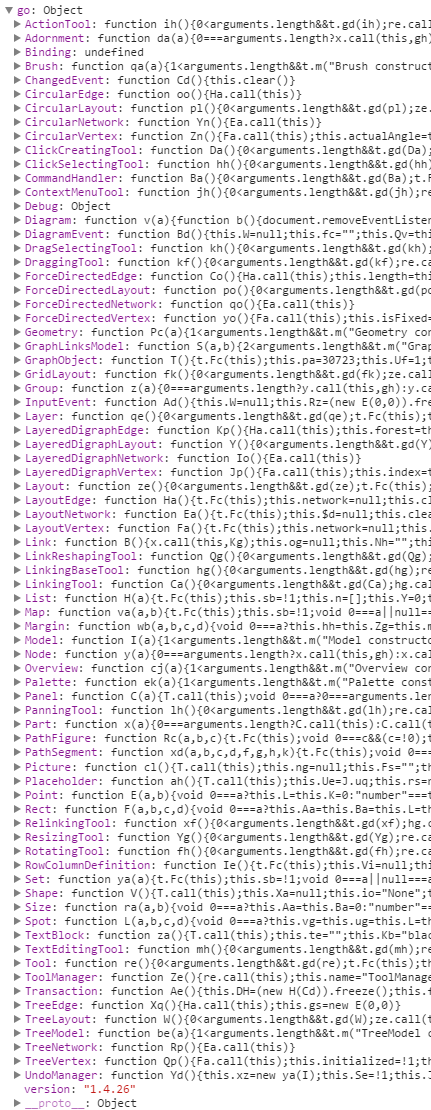 go: Object
ActionTool: function ih(){0<arguments.length&&t.gd(ih);re.call
Adornment: function da(a){0===arguments.length?x.call(this,gh)
Binding: undefined
Brush: function qa(a){1<arguments.length&&t.m("Brush construct
ChangedEvent: function Cd(){this.clear()}
CircularEdge: function oo(){Ha.call(this)}
CircularLayout: function pl(){0<arguments.length&&t.gd(pl);ze.
CircularNetwork: function Yn(){Ea.call(this)}
CircularVertex: function Zn(){Fa.call(this);this.actualAngle=t
ClickCreatingTool: function Da(){0<arguments.length&&t.gd(Da);
ClickSelectingTool: function hh(){0<arguments.length&&t.gd(hh)
CommandHandler: function Ba(){0<arguments.length&&t.gd(Ba);t.F
ContextMenuTool: function jh(){0<arguments.length&&t.gd(jh);re
Debug: Object
Diagram: function v(a){function b(){document.removeEventListen
DiagramEvent: function Bd(){this.W=null;this.fc="";this.Qv=thi
DragSelectingTool: function kh(){0<arguments.length&&t.gd(kh);
DraggingTool: function kf(){0<arguments.length&&t.gd(kf);re.ca
ForceDirectedEdge: function Co(){Ha.call(this);this.length=thi
ForceDirectedLayout: function po(){0<arguments.length&&t.gd(po
ForceDirectedNetwork: function qo(){Ea.call(this)}
ForceDirectedVertex: function yo(){Fa.call(this);this.isFixed=
Geometry: function Pc(a){1<arguments.length&&t.m("Geometry con
GraphLinksModel: function S(a,b){2<arguments.length&&t.m("Grap
GraphObject: function T(){t.Fc(this);this.pa=30723;this.Uf=1;t
GridLayout: function fk(){0<arguments.length&&t.gd(fk);ze.call
Group: function z(a){0===arguments.length?y.call(this,gh):y.ca
InputEvent: function Ad(){this.W=null;this.Rz=(new E(0,0)).fre
Layer: function qe(){0<arguments.length&&t.gd(qe);t.Fc(this);t
LayeredDigraphEdge: function Kp(){Ha.call(this);this.forest=th
LayeredDigraphLayout: function Y(){0<arguments.length&&t.gd(Y)
LayeredDigraphNetwork: function Io(){Ea.call(this)}
LayeredDigraphVertex: function Jp(){Fa.call(this);this.index=t
Layout: function ze(){0<arguments.length&&t.gd(ze);t.Fc(this);
LayoutEdge: function Ha(){t.Fc(this);this.network=null;this.cl
LayoutNetwork: function Ea(){t.Fc(this);this.$d=null;this.clea
LayoutVertex: function Fa(){t.Fc(this);this.network=null;this.
Link: function B(){x.call(this,Kg);this.og=null;this.Nh="";thi
LinkReshapingTool: function Qg(){0<arguments.length&&t.gd(Qg);
LinkingBaseTool: function hg(){0<arguments.length&&t.gd(hg);re
LinkingTool: function Ca(){0<arguments.length&&t.gd(Ca);hg.cal
List: function H(a){t.Fc(this);this.sb=!1;this.n=[];this.Y=0;t
Map: function va(a,b){t.Fc(this);this.sb=!1;void 0===a||null==
Margin: function wb(a,b,c,d){void 0===a?this.hh=this.Zg=this.m
Model: function I(a){1<arguments.length&&t.m("Model constructo
Node: function y(a){0===arguments.length?x.call(this,gh):x.cal
Overview: function cj(a){1<arguments.length&&t.m("Overview con
Palette: function ek(a){1<arguments.length&&t.m("Palette const
Panel: function C(a){T.call(this);void 0===a?0===arguments.len
PanningTool: function lh(){0<arguments.length&&t.gd(lh);re.cal
Part: function x(a){0===arguments.length?C.call(this):C.call(t
PathFigure: function Rc(a,b,c){t.Fc(this);void 0===c&&(c=!0);t
PathSegment: function xd(a,b,c,d,f,g,h,k){t.Fc(this);void 0===
Picture: function cl(){T.call(this);this.ng=null;this.Fs="";th
Placeholder: function ah(){T.call(this);this.Ue=J.uq;this.rs=n
Point: function E(a,b){void 0===a?this.L=this.K=0:"number"===t
Rect: function F(a,b,c,d){void 0===a?this.Aa=this.Ba=this.L=th
RelinkingTool: function xf(){0<arguments.length&&t.gd(xf);hg.c
ResizingTool: function Yg(){0<arguments.length&&t.gd(Yg);re.ca
RotatingTool: function fh(){0<arguments.length&&t.gd(fh);re.ca
RowColumnDefinition: function Ie(){t.Fc(this);this.Vi=null;thi
Set: function ya(a){t.Fc(this);this.sb=!1;void 0===a||null===a
Shape: function V(){T.call(this);this.Xa=null;this.io="None";t
Size: function ra(a,b){void 0===a?this.Aa=this.Ba=0:"number"==
Spot: function L(a,b,c,d){void 0===a?this.vg=this.ug=this.L=th
TextBlock: function za(){T.call(this);this.te="";this.Kb="blac
TextEditingTool: function mh(){0<arguments.length&&t.gd(mh);re
Tool: function re(){0<arguments.length&&t.gd(re);t.Fc(this);th
ToolManager: function Ze(){re.call(this);this.name="ToolManage
Transaction: function Ae(){this.DH=(new H(Cd)).freeze();this.f
TreeEdge: function Xq(){Ha.call(this);this.gs=new E(0,0)}
TreeLayout: function W(){0<arguments.length&&t.gd(W);ze.call(t
TreeModel: function be(a){1<arguments.length&&t.m("TreeModel c
TreeNetwork: function Rp(){Ea.call(this)}
TreeVertex: function Qp(){Fa.call(this);this.initialized=!1;th
UndoManager: function Yd(){this.xz=new ya(I);this.Se=!1;this.J
version: "1.4.26"
__proto__: Object